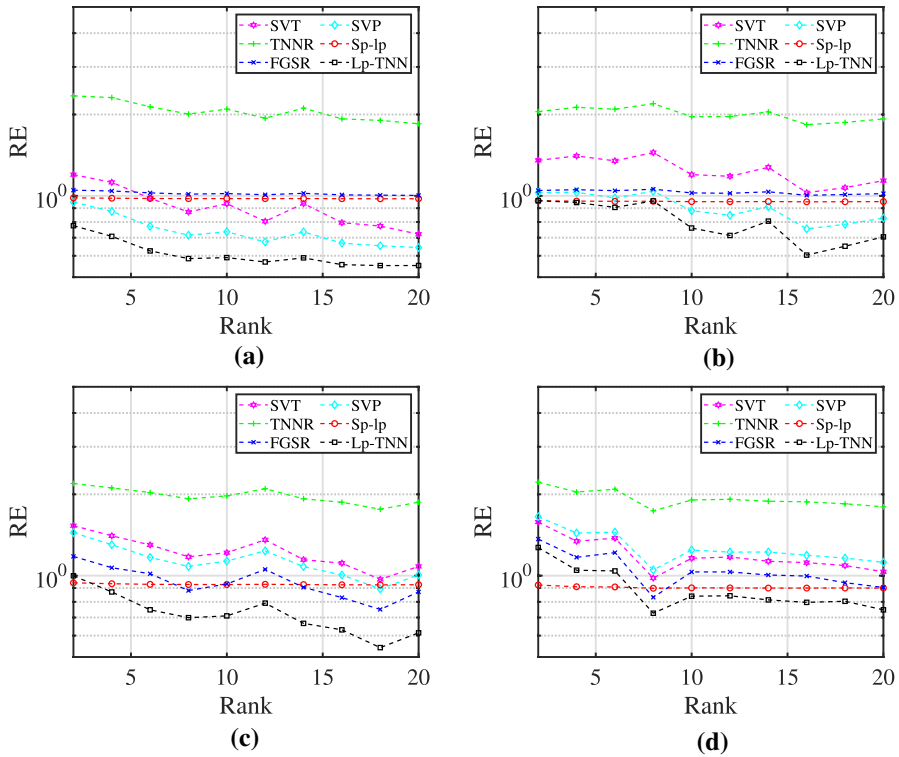 SVT SVP
TNNR Sp-lp
FGSR Lp-TNN
RE
10^0
5 10 15 20
Rank
(a)
SVT SVP
TNNR Sp-lp
FGSR Lp-TNN
RE
10^0
5 10 15 20
Rank
(b)
SVT SVP
TNNR Sp-lp
FGSR Lp-TNN
RE
10^0
5 10 15 20
Rank
(c)
SVT SVP
TNNR Sp-lp
FGSR Lp-TNN
RE
10^0
5 10 15 20
Rank
(d)